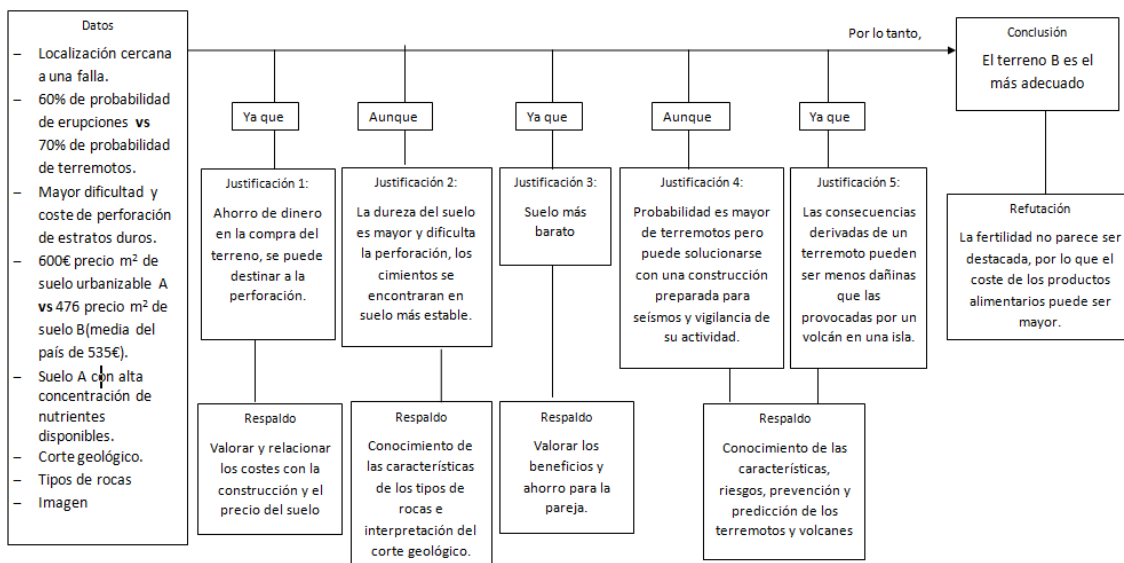 Datos
– Localización cercana
a una falla.
– 60% de probabilidad
de erupciones vs
70% de probabilidad
de terremotos.
– Mayor dificultad y
coste de perforación
de estratos duros.
– 600€ precio m² de
suelo urbanizable A
vs 476 precio m² de
suelo B(media del
país de 535€).
– Suelo A con alta
concentración de
nutrientes
disponibles.
– Corte geológico.
– Tipos de rocas
– Imagen
Por lo tanto,
Conclusión
El terreno B es el
más adecuado
Ya que
Aunque
Ya que
Aunque
Ya que
Justificación 1:
Ahorro de dinero
en la compra del
terreno, se puede
destinar a la
perforación.
Justificación 2:
La dureza del suelo
es mayor y dificulta
la perforación, los
cimientos se
encontraran en
suelo más estable.
Justificación 3:
Suelo más
barato
Justificación 4:
Probabilidad es mayor
de terremotos pero
puede solucionarse
con una construcción
preparada para
seísmos y vigilancia de
su actividad.
Justificación 5:
Las consecuencias
derivadas de un
terremoto pueden
ser menos dañinas
que las
provocadas por un
volcán en una isla.
Refutación
La fertilidad no parece ser
destacada, por lo que el
coste de los productos
alimentarios puede ser
mayor.
Respaldo
Valorar y relacionar
los costes con la
construcción y el
precio del suelo
Respaldo
Conocimiento de
las características
de los tipos de
rocas e
interpretación del
corte geológico.
Respaldo
Valorar los
beneficios y
ahorro para la
pareja.
Respaldo
Conocimiento de las
características,
riesgos, prevención y
predicción de los
terremotos y volcanes